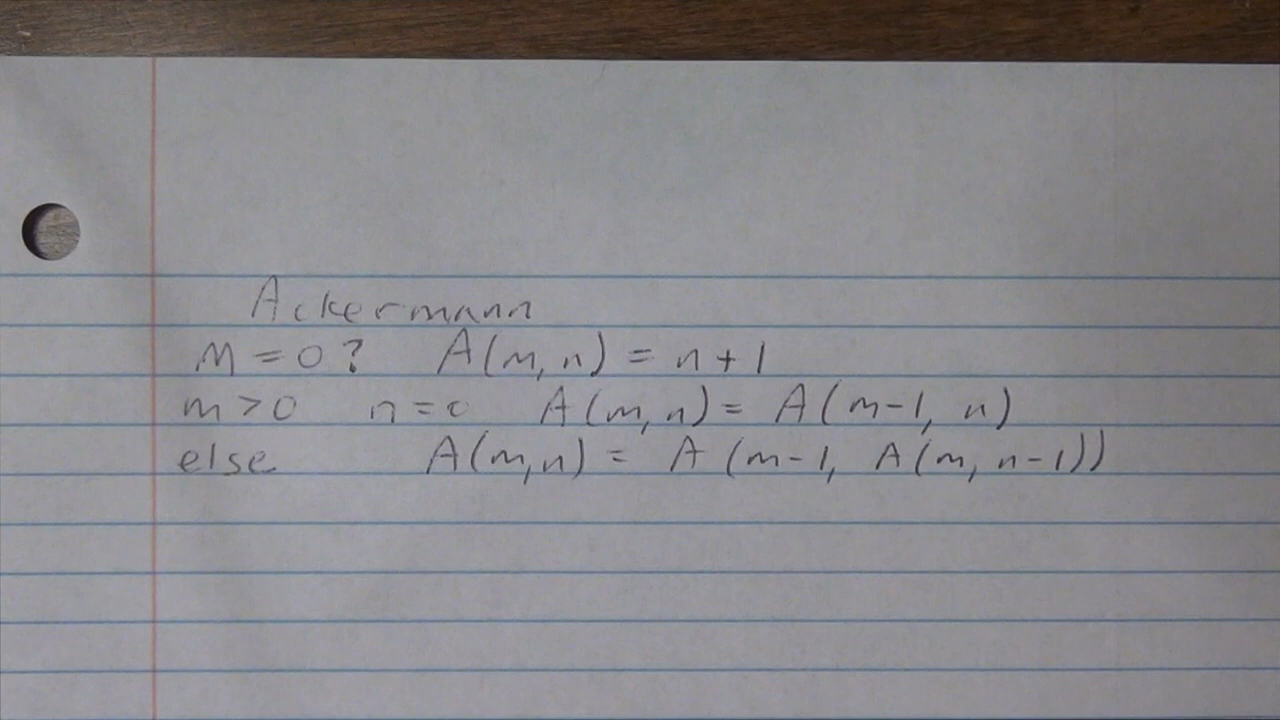 Ackermann
m = 0? A(m, n) = n + 1
m > 0 n = 0 A(m, n) = A(m-1, n)
else A(m,n) = A (m-1, A(m, n-1))